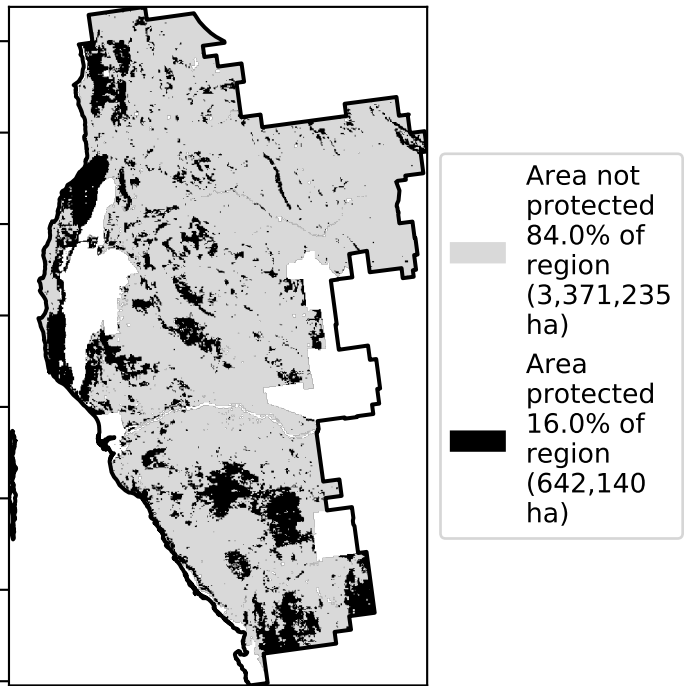 Area not
protected
84.0% of
region
(3,371,235
ha)
Area
protected
16.0% of
region
(642,140
ha)